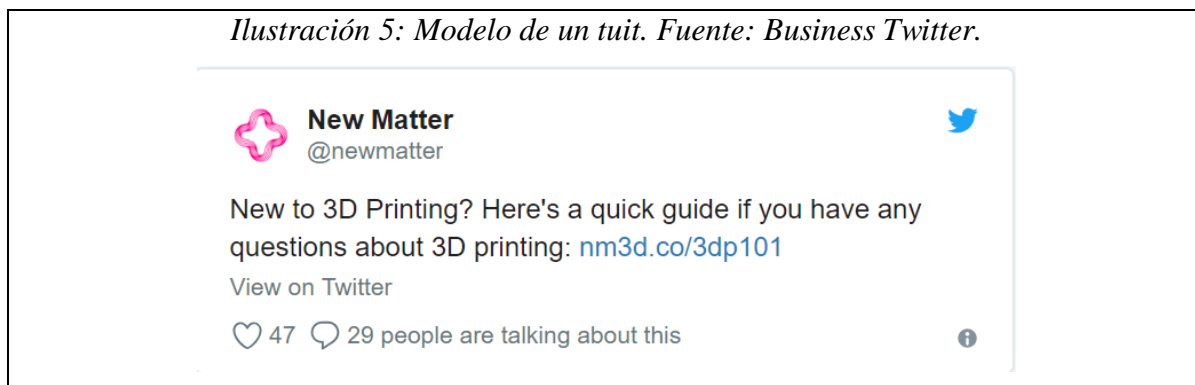 Ilustración 5: Modelo de un tuit. Fuente: Business Twitter.
New Matter
@newmatter
New to 3D Printing? Here's a quick guide if you have any
questions about 3D printing: nm3d.co/3dp101
View on Twitter
47 29 people are talking about this